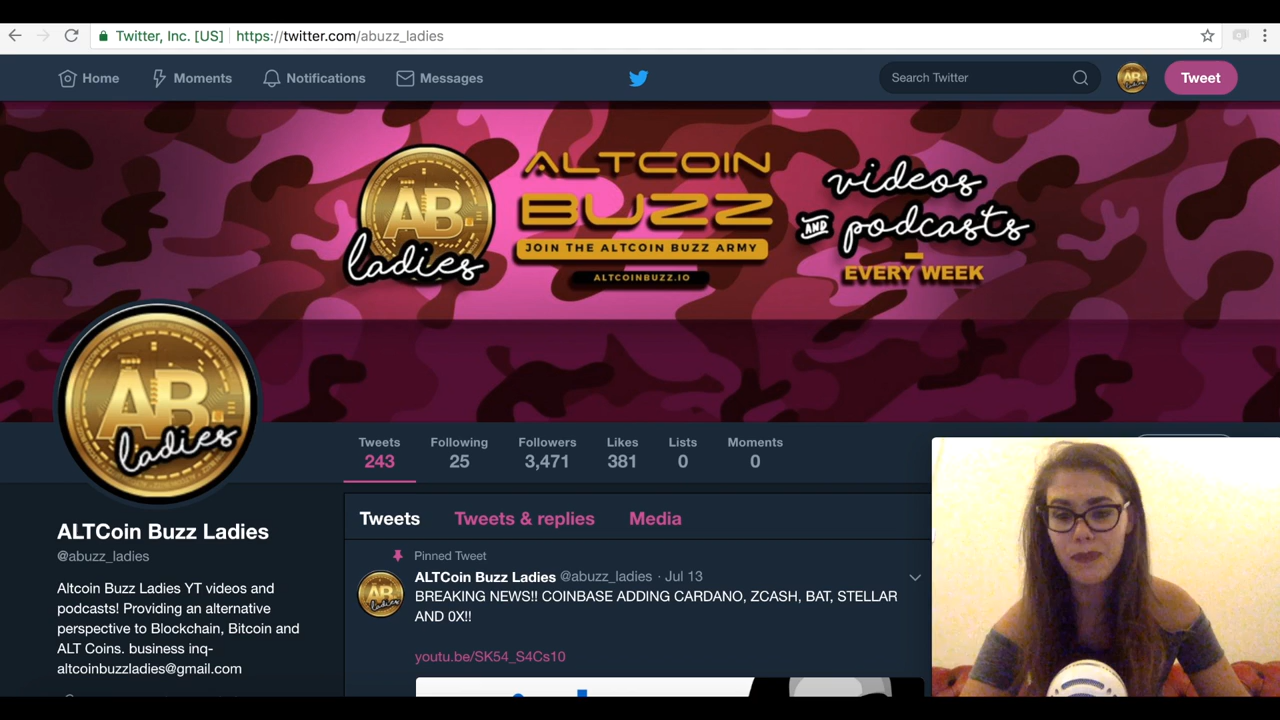 Twitter, Inc. [US]
https://twitter.com/abuzz_ladies
Home
Moments
Notifications
Messages
Search Twitter
AB.
Tweet
AB.
ladies
ALTCOIN
BUZZ
JOIN THE ALTCOIN BUZZ ARMY
ALTCOINBUZZ.IO
videos
AND podcasts
EVERY WEEK
AB.
ladies
Tweets Following Followers Likes Lists Moments
243 25 3,471 381 0 0
ALTCoin Buzz Ladies
@abuzz_ladies
Altcoin Buzz Ladies YT videos and
podcasts! Providing an alternative
perspective to Blockchain, Bitcoin and
ALT Coins. business inq-
altcoinbuzzladies@gmail.com
Tweets Tweets & replies Media
Pinned Tweet
ALTCoin Buzz Ladies @abuzz_ladies · Jul 13
BREAKING NEWS!! COINBASE ADDING CARDANO, ZCASH, BAT, STELLAR
AND 0X!!
youtu.be/SK54_S4Cs10